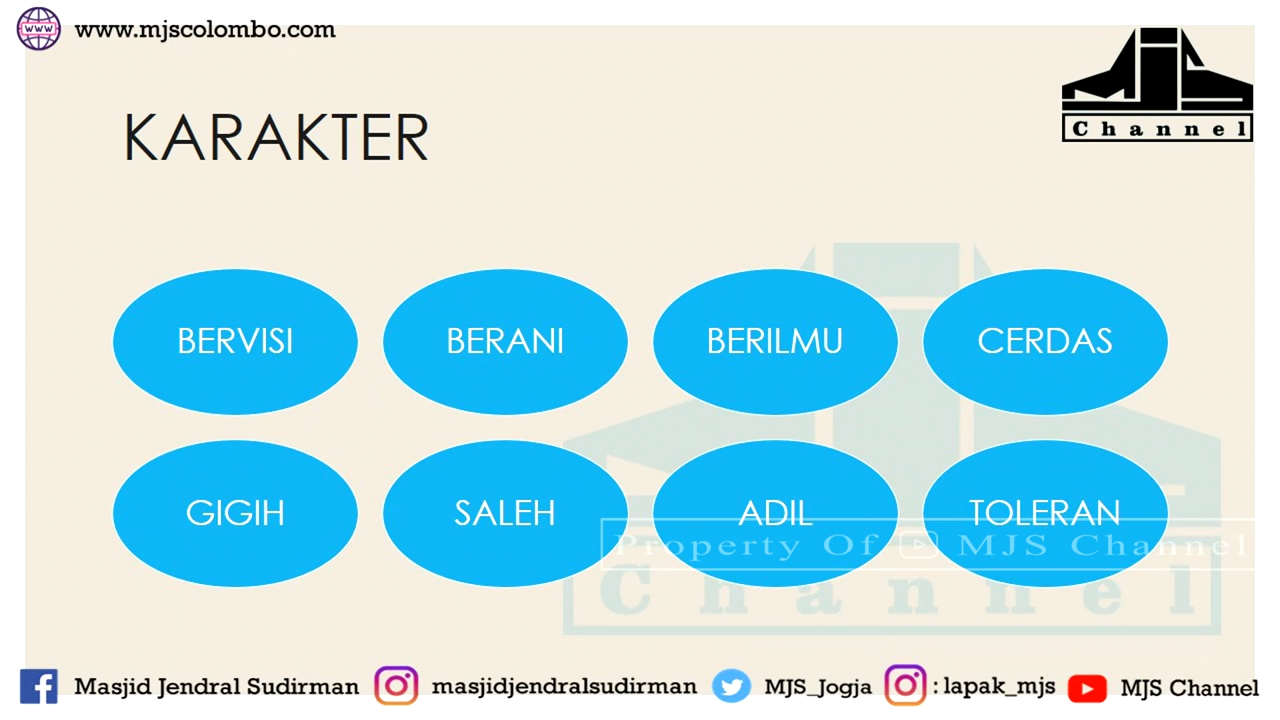 www.mjscolombo.com
MJS
Channel
KARAKTER
BERVISI
BERANI
BERILMU
CERDAS
GIGIH
SALEH
ADIL
TOLERAN
Property Of MJS Channel
Channel
Masjid Jendral Sudirman
masjidjendralsudirman
MJS_Jogja
: lapak_mjs
MJS Channel